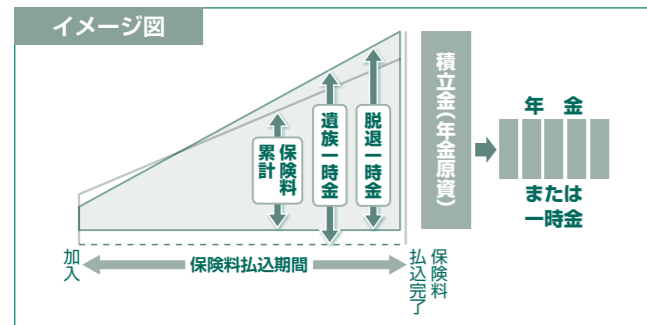 イメージ図
保険料
累計
遺族一時金
脱退一時金
積立金(年金原資)
年 金
または
一時金
加入
保険料払込期間
保険料
払込完了